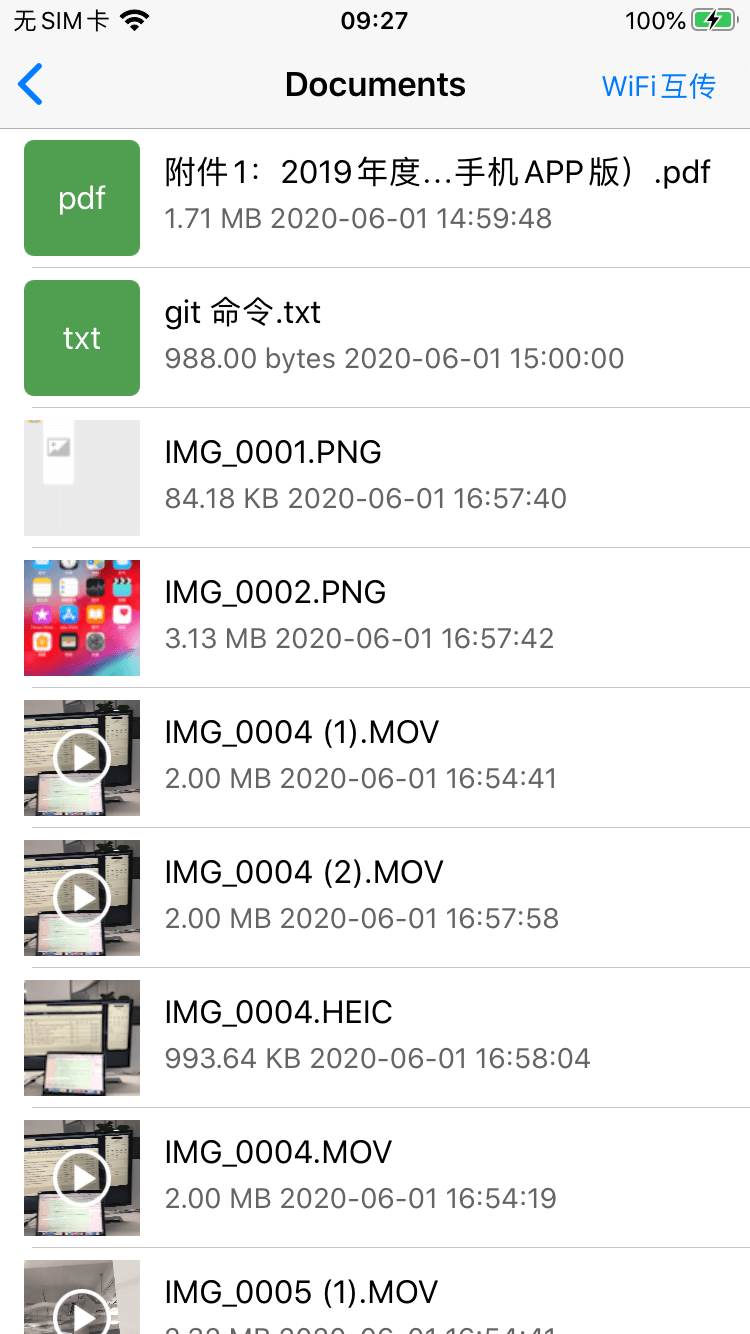 无SIM卡 09:27 100%
Documents WiFi互传
pdf
附件1：2019年度...手机APP版）.pdf
1.71 MB 2020-06-01 14:59:48
txt
git 命令.txt
988.00 bytes 2020-06-01 15:00:00
IMG_0001.PNG
84.18 KB 2020-06-01 16:57:40
IMG_0002.PNG
3.13 MB 2020-06-01 16:57:42
IMG_0004 (1).MOV
2.00 MB 2020-06-01 16:54:41
IMG_0004 (2).MOV
2.00 MB 2020-06-01 16:57:58
IMG_0004.HEIC
993.64 KB 2020-06-01 16:58:04
IMG_0004.MOV
2.00 MB 2020-06-01 16:54:19
IMG_0005 (1).MOV